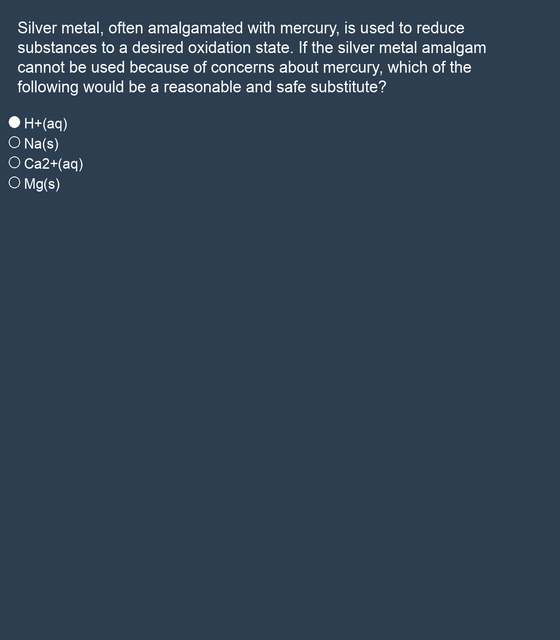 Silver metal, often amalgamated with mercury, is used to reduce
substances to a desired oxidation state. If the silver metal amalgam
cannot be used because of concerns about mercury, which of the
following would be a reasonable and safe substitute?
H+(aq)
Na(s)
Ca2+(aq)
Mg(s)